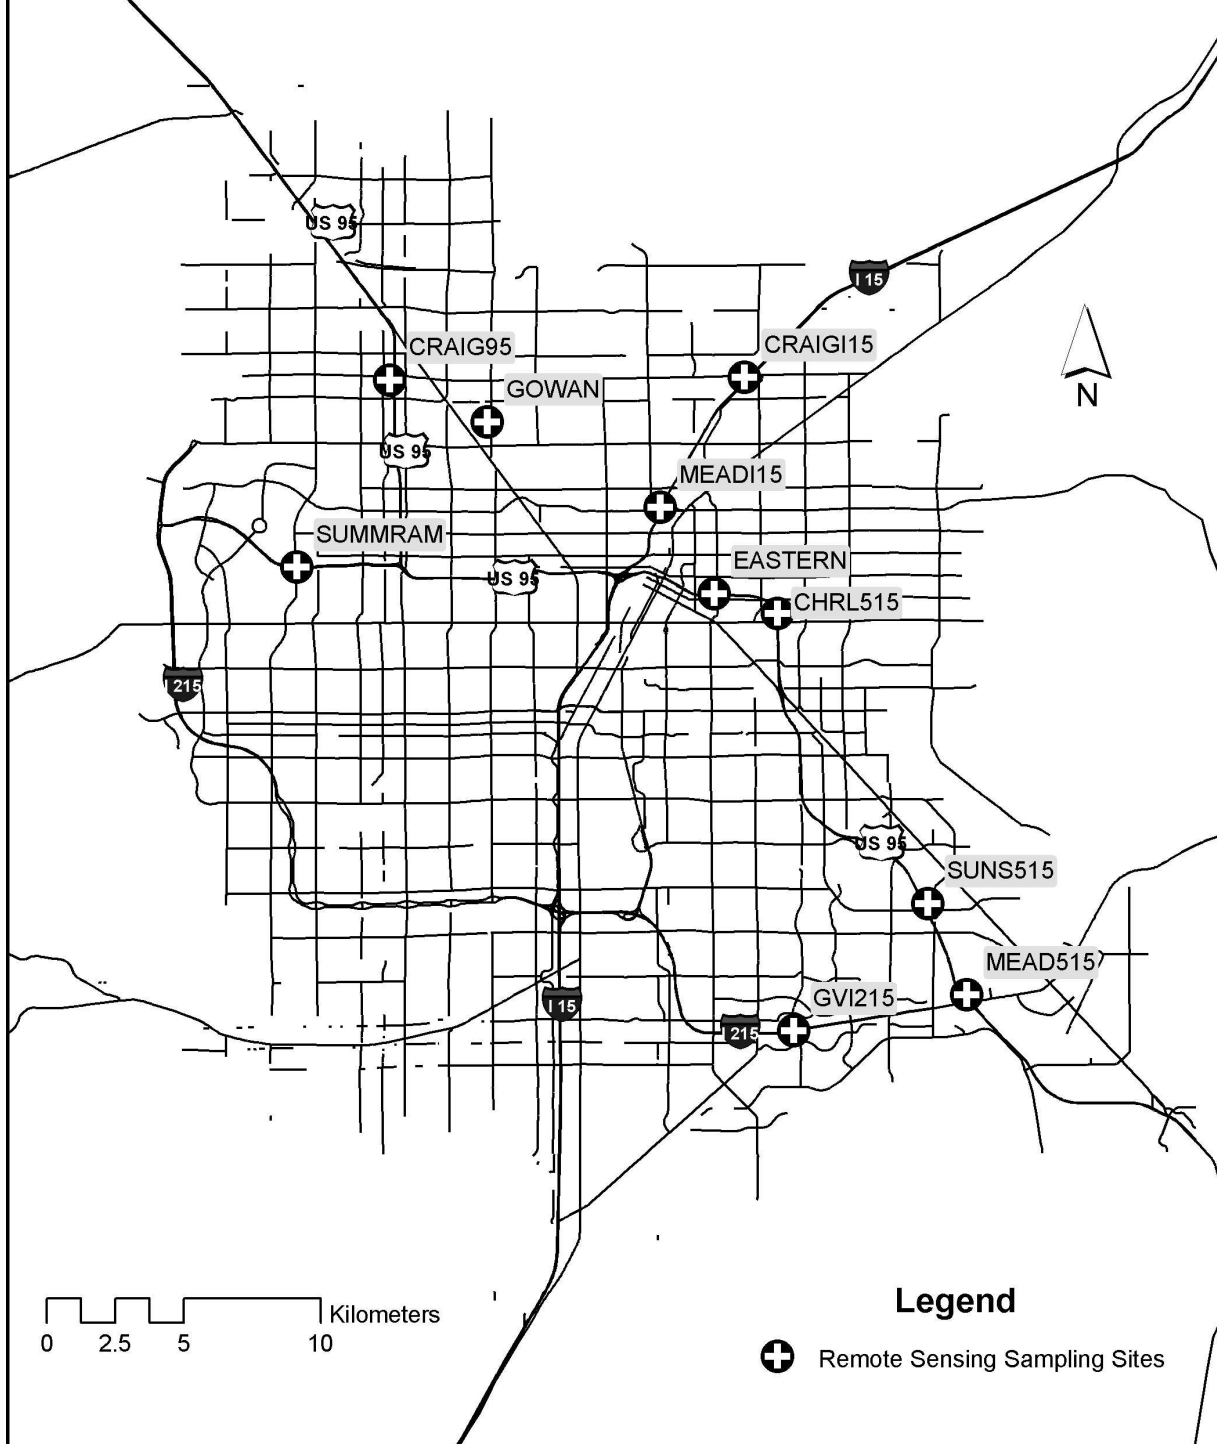 US 95
I 15
CRAIG95
CRAIGI15
GOWAN
N
US 95
MEADI15
SUMMRAM
EASTERN
US 95
CHRL515
I 215
US 95
SUNS515
MEAD515
GVI215
I 15
I 215
Legend
Kilometers
0 2.5 5 10
Remote Sensing Sampling Sites